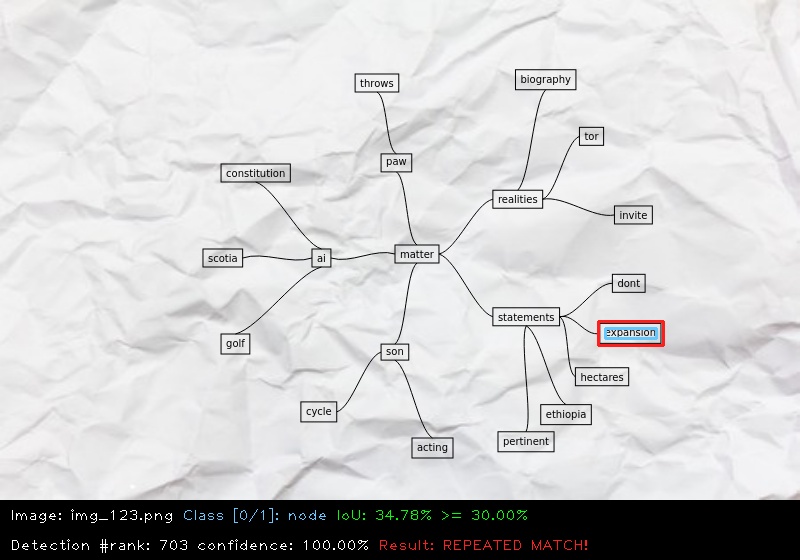 throws
biography
tor
paw
constitution
realities
invite
scotia
ai
matter
dont
statements
expansion
golf
son
hectares
cycle
ethiopia
acting
pertinent
Image: img_123.png Class [0/1]: node IoU: 34.78% >= 30.00%
Detection #rank: 703 confidence: 100.00% Result: REPEATED MATCH!